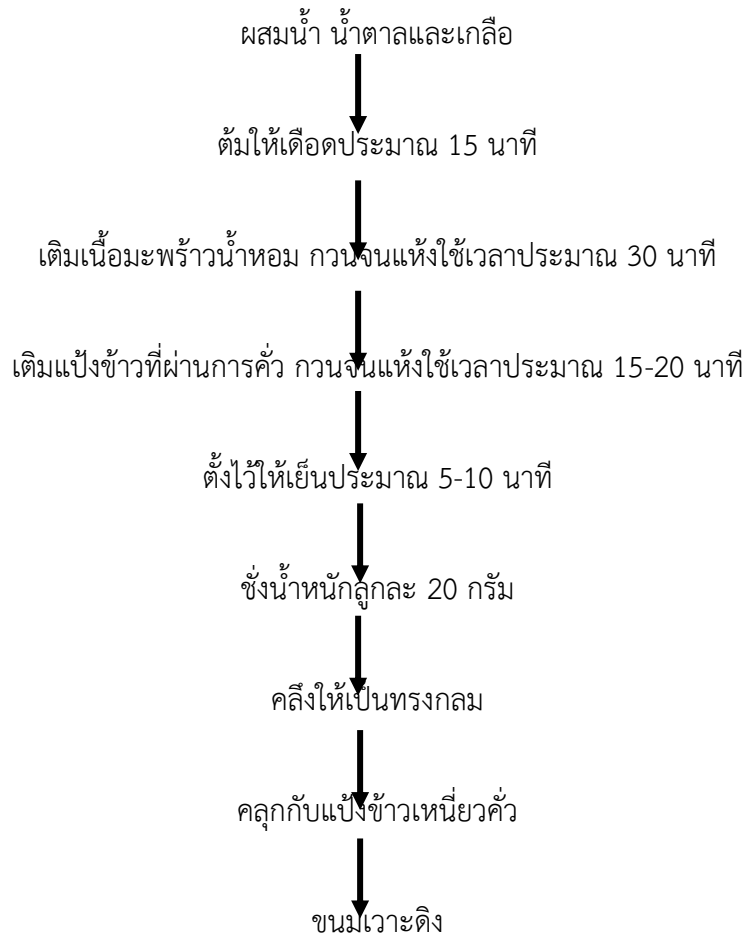 ผสมน้ำ น้ำตาลและเกลือ
ต้มให้เดือดประมาณ 15 นาที
เติมเนื้อมะพร้าวน้ำหอม กวนจนแห้งใช้เวลาประมาณ 30 นาที
เติมแป้งข้าวที่ผ่านการคั่ว กวนจนแห้งใช้เวลาประมาณ 15-20 นาที
ตั้งไว้ให้เย็นประมาณ 5-10 นาที
ชั่งน้ำหนักลูกละ 20 กรัม
คลึงให้เป็นทรงกลม
คลุกกับแป้งข้าวเหนี่ยวคั่ว
ขนมเวาะดิง